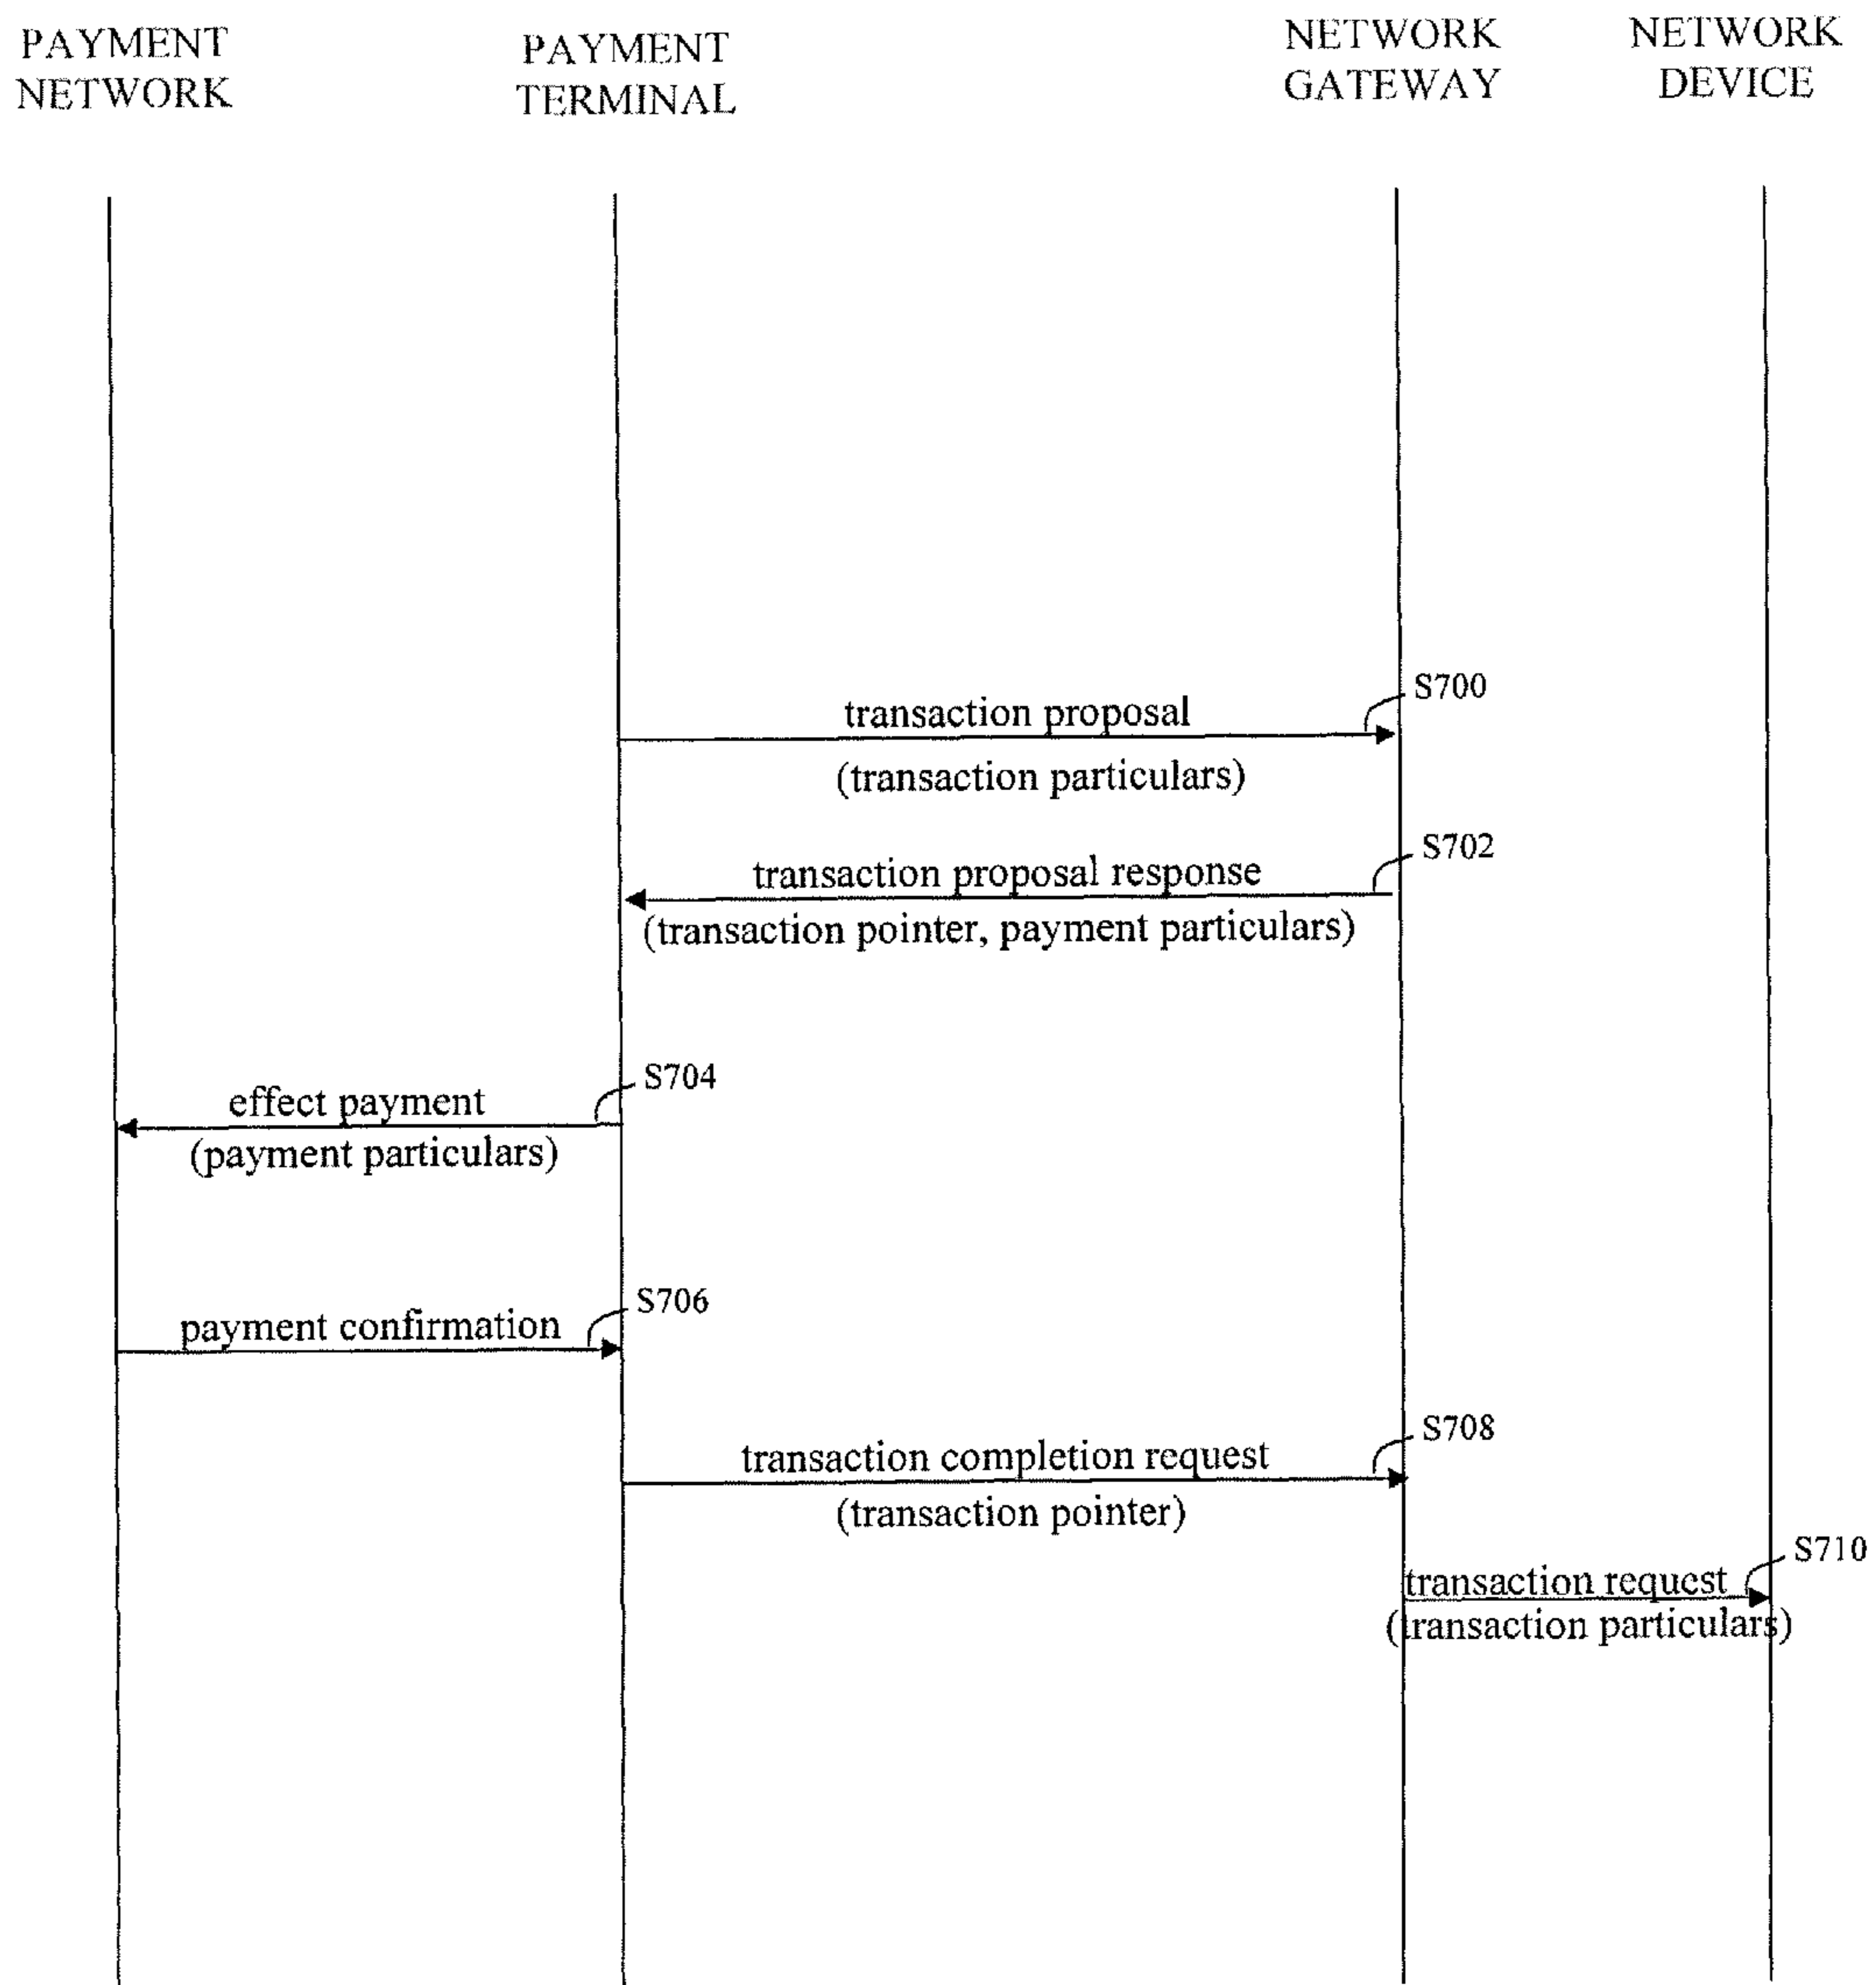 PAYMENT
NETWORK
PAYMENT
TERMINAL
NETWORK
GATEWAY
NETWORK
DEVICE
S700
transaction proposal
(transaction particulars)
S702
transaction proposal response
(transaction pointer, payment particulars)
S704
effect payment
(payment particulars)
S706
payment confirmation
S708
transaction completion request
(transaction pointer)
S710
transaction request
(transaction particulars)